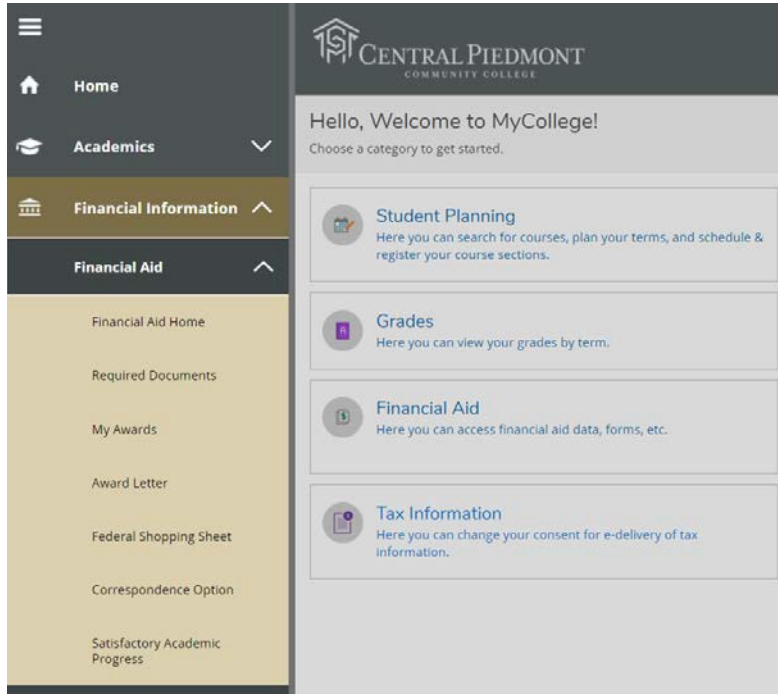 Home
Academics
Financial Information
Financial Aid
Financial Aid Home
Required Documents
My Awards
Award Letter
Federal Shopping Sheet
Correspondence Option
Satisfactory Academic
Progress
CENTRAL PIEDMONT
COMMUNITY COLLEGE
Hello, Welcome to MyCollege!
Choose a category to get started.
Student Planning
Here you can search for courses, plan your terms, and schedule &
register your course sections.
Grades
Here you can view your grades by term.
Financial Aid
Here you can access financial aid data, forms, etc.
Tax Information
Here you can change your consent for e-delivery of tax
information.